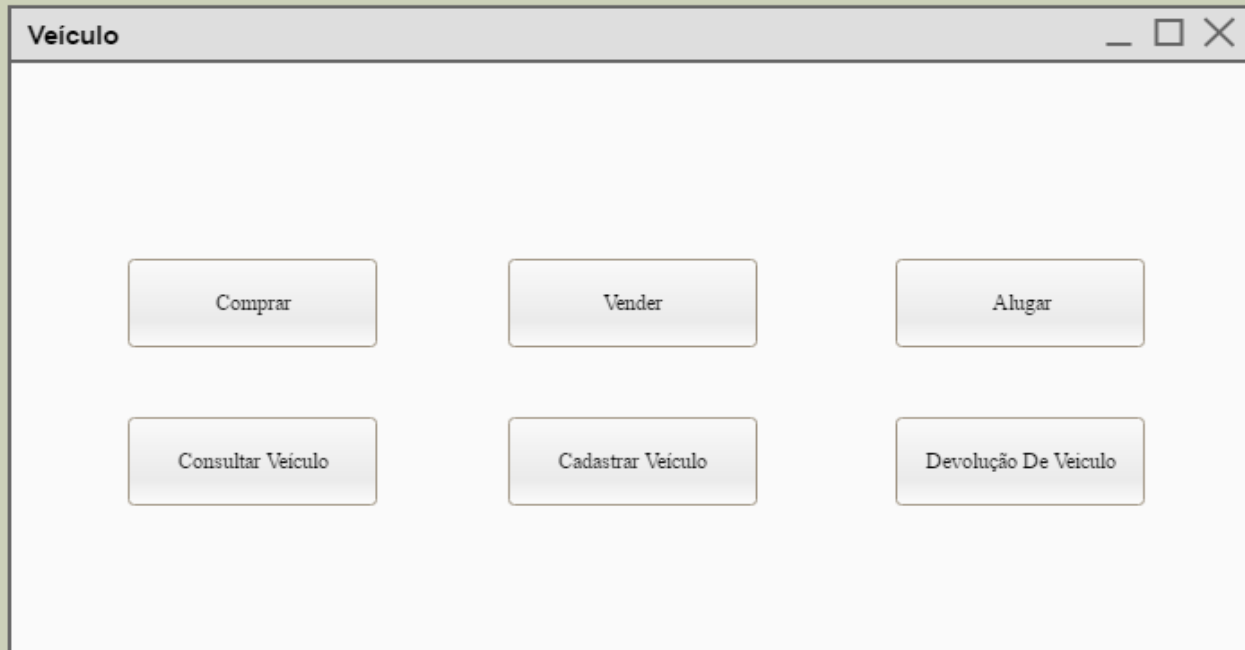 Veículo
Comprar
Vender
Alugar
Consultar Veículo
Cadastrar Veículo
Devolução De Veiculo